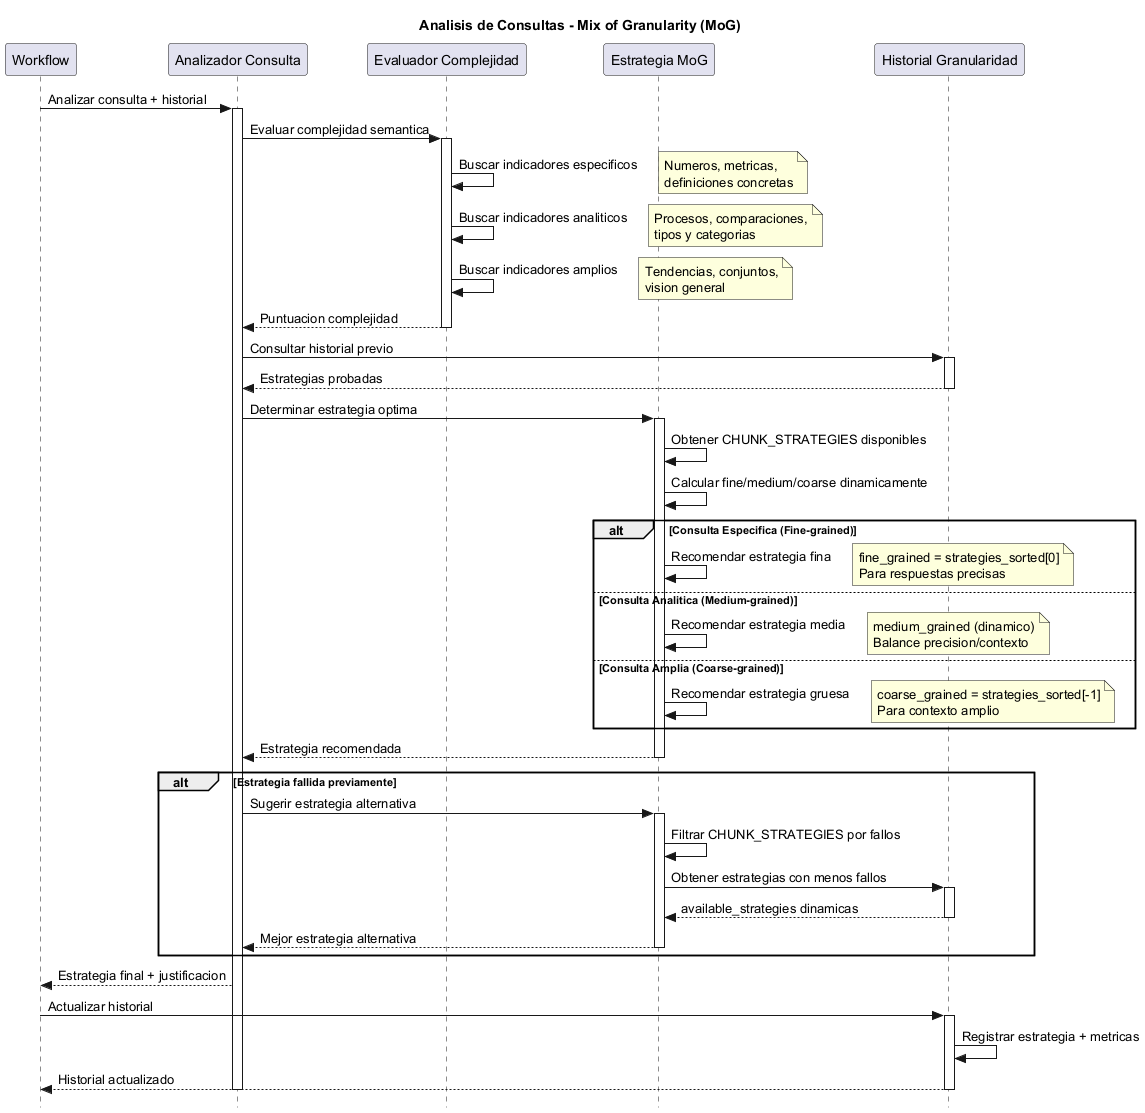 Analisis de Consultas - Mix of Granularity (MoG)
Workflow
Analizador Consulta
Evaluador Complejidad
Estrategia MoG
Historial Granularidad
Analizar consulta + historial
Evaluar complejidad semantica
Buscar indicadores especificos
Numeros, metricas,
definiciones concretas
Buscar indicadores analiticos
Procesos, comparaciones,
tipos y categorias
Buscar indicadores amplios
Tendencias, conjuntos,
vision general
Puntuacion complejidad
Consultar historial previo
Estrategias probadas
Determinar estrategia optima
Obtener CHUNK_STRATEGIES disponibles
Calcular fine/medium/coarse dinamicamente
alt
[Consulta Especifica (Fine-grained)]
Recomendar estrategia fina
fine_grained = strategies_sorted[0]
Para respuestas precisas
[Consulta Analitica (Medium-grained)]
Recomendar estrategia media
medium_grained (dinamico)
Balance precision/contexto
[Consulta Amplia (Coarse-grained)]
Recomendar estrategia gruesa
coarse_grained = strategies_sorted[-1]
Para contexto amplio
Estrategia recomendada
alt
[Estrategia fallida previamente]
Sugerir estrategia alternativa
Filtrar CHUNK_STRATEGIES por fallos
Obtener estrategias con menos fallos
available_strategies dinamicas
Mejor estrategia alternativa
Estrategia final + justificacion
Actualizar historial
Registrar estrategia + metricas
Historial actualizado